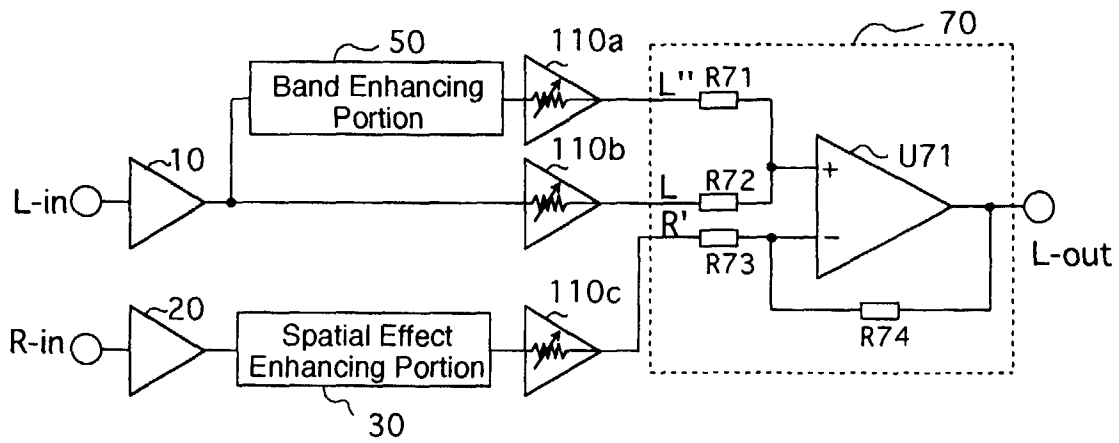 50
110a
70
Band Enhancing
Portion
L''
R71
10
110b
U71
+
L-in
L
R72
R'
−
R73
L-out
20
110c
R74
R-in
Spatial Effect
Enhancing Portion
30